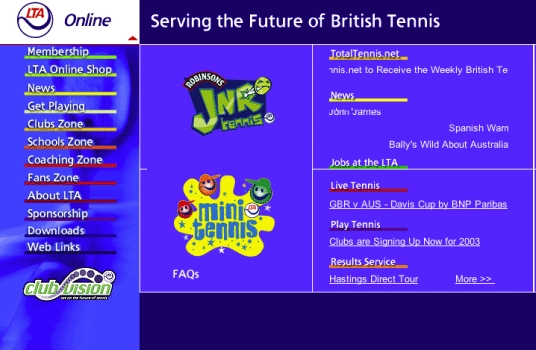 LTA Online
Serving the Future of British Tennis
Membership
LTA Online Shop
News
Get Playing
Clubs Zone
Schools Zone
Coaching Zone
Fans Zone
About LTA
Sponsorship
Downloads
Web Links
club vision
ROBINSONS
JNR
tennis
mini
tennis
FAQs
TotalTennis.net
nnis.net to Receive the Weekly British Te
News
John James
Spanish Warn
Bally's Wild About Australia
Jobs at the LTA
Live Tennis
GBR v AUS - Davis Cup by BNP Paribas
Play Tennis
Clubs are Signing Up Now for 2003
Results Service
Hastings Direct Tour More >>